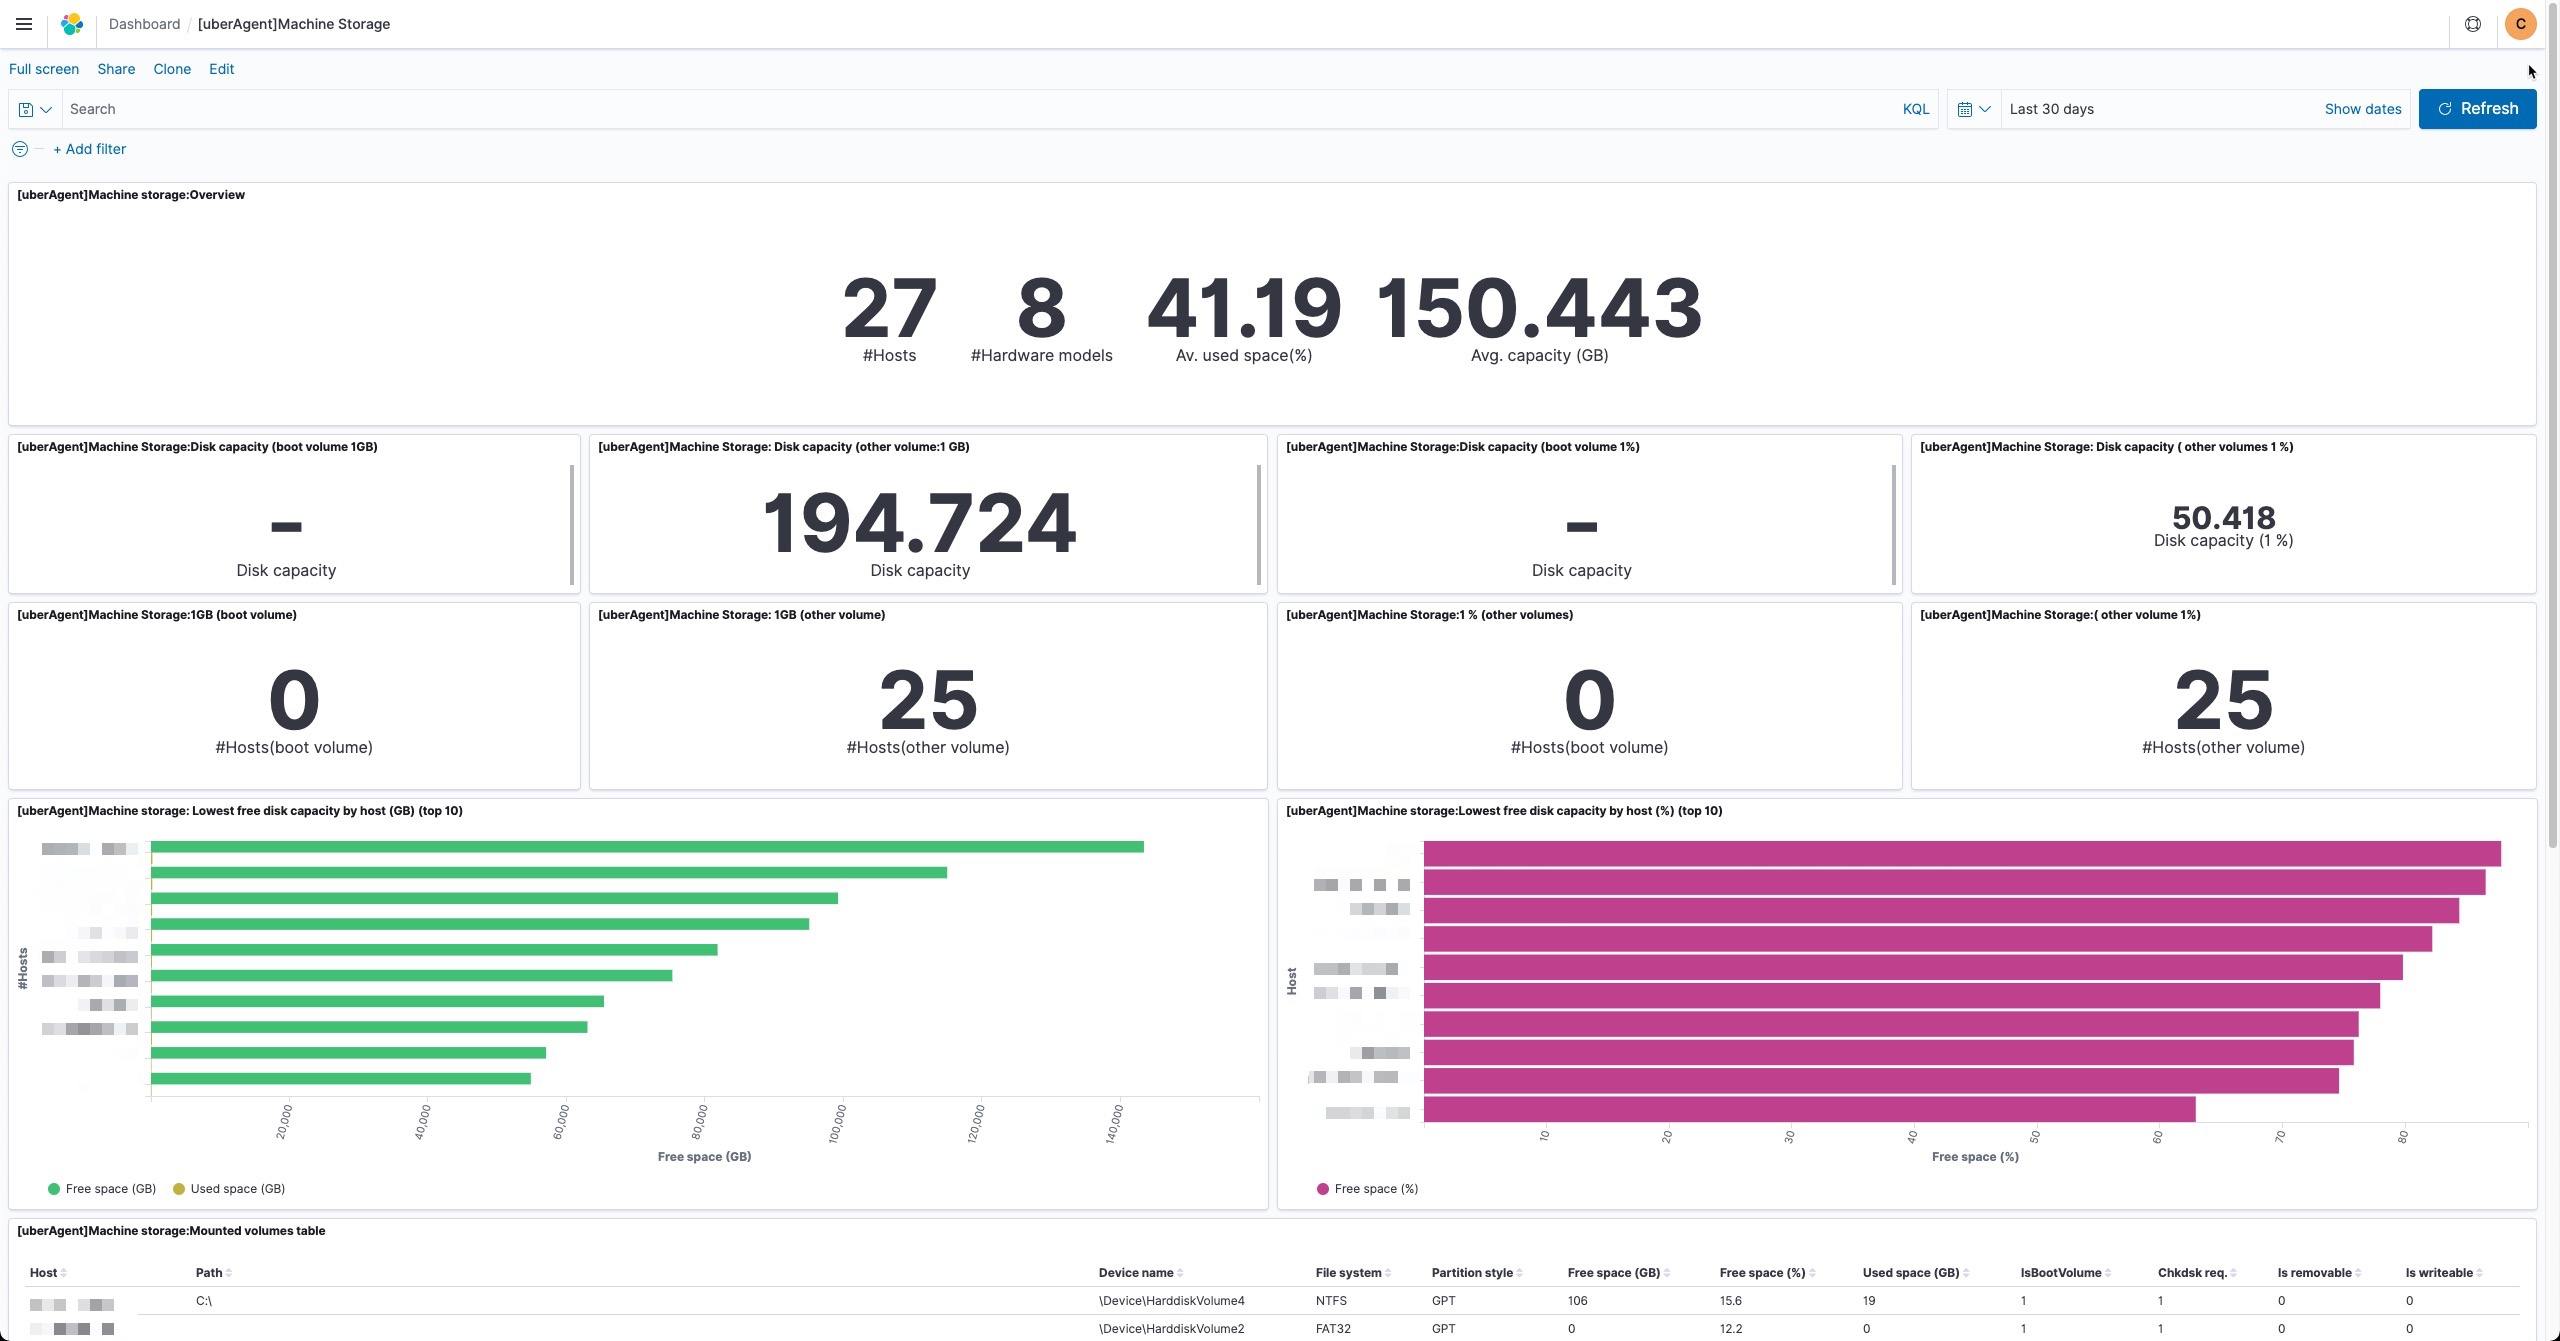 Dashboard / [uberAgent]Machine Storage
C
Full screen Share Clone Edit
Search KQL Last 30 days Show dates Refresh
+ Add filter
[uberAgent]Machine storage:Overview
27 8 41.19 150.443
#Hosts #Hardware models Av. used space(%) Avg. capacity (GB)
[uberAgent]Machine Storage:Disk capacity (boot volume 1GB)
-
Disk capacity
[uberAgent]Machine Storage: Disk capacity (other volume:1 GB)
194.724
Disk capacity
[uberAgent]Machine Storage:Disk capacity (boot volume 1%)
-
Disk capacity
[uberAgent]Machine Storage: Disk capacity ( other volumes 1 %)
50.418
Disk capacity (1 %)
[uberAgent]Machine Storage:1GB (boot volume)
0
#Hosts(boot volume)
[uberAgent]Machine Storage: 1GB (other volume)
25
#Hosts(other volume)
[uberAgent]Machine Storage:1 % (other volumes)
0
#Hosts(boot volume)
[uberAgent]Machine Storage:( other volume 1%)
25
#Hosts(other volume)
[uberAgent]Machine storage: Lowest free disk capacity by host (GB) (top 10)
#Hosts
20,000 40,000 60,000 80,000 100,000 120,000 140,000
Free space (GB)
Free space (GB) Used space (GB)
[uberAgent]Machine storage:Lowest free disk capacity by host (%) (top 10)
Host
10 20 30 40 50 60 70 80
Free space (%)
Free space (%)
[uberAgent]Machine storage:Mounted volumes table
Host Path Device name File system Partition style Free space (GB) Free space (%) Used space (GB) IsBootVolume Chkdsk req. Is removable Is writeable
C:\ \Device\HarddiskVolume4 NTFS GPT 106 15.6 19 1 1 0 0
\Device\HarddiskVolume2 FAT32 GPT 0 12.2 0 1 1 0 0